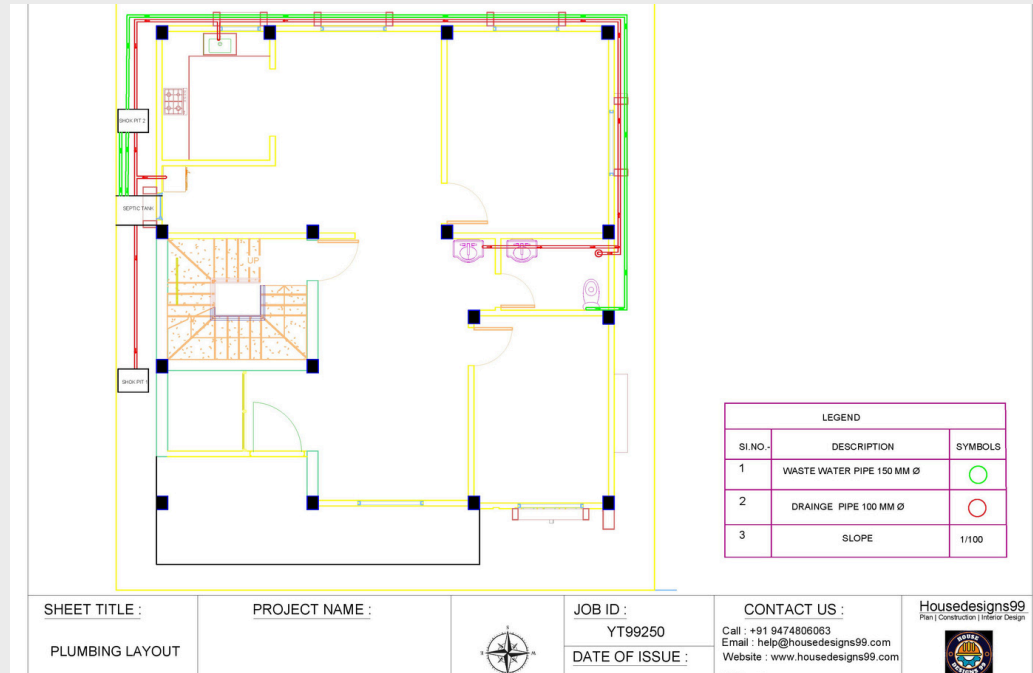 SHOK PIT 2
SEPTIC TANK
UP
SHOK PIT 1
LEGEND
SI.NO.- DESCRIPTION SYMBOLS
1 WASTE WATER PIPE 150 MM Ø
2 DRAINGE PIPE 100 MM Ø
3 SLOPE 1/100
SHEET TITLE :
PLUMBING LAYOUT
PROJECT NAME :
JOB ID :
YT99250
DATE OF ISSUE :
CONTACT US :
Call : +91 9474806063
Email : help@housedesigns99.com
Website : www.housedesigns99.com
Housedesigns99
Plan | Construction | Interior Design
HOUSE
DESIGNS 99